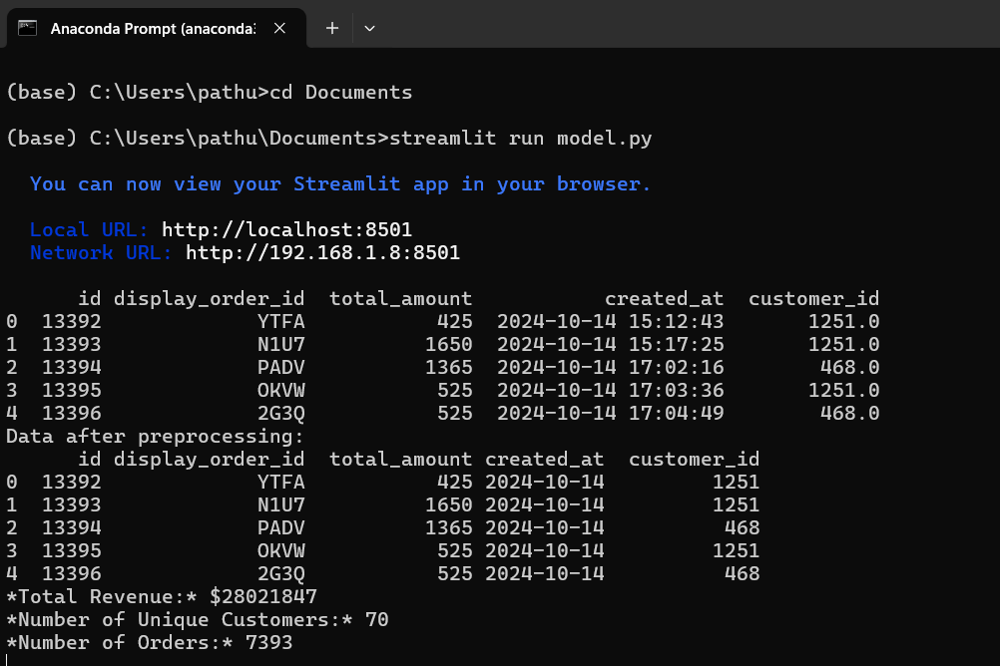 Anaconda Prompt (anaconda3
(base) C:\Users\pathu>cd Documents
(base) C:\Users\pathu\Documents>streamlit run model.py
You can now view your Streamlit app in your browser.
Local URL: http://localhost:8501
Network URL: http://192.168.1.8:8501
id display_order_id total_amount created_at customer_id
0 13392 YTFA 425 2024-10-14 15:12:43 1251.0
1 13393 N1U7 1650 2024-10-14 15:17:25 1251.0
2 13394 PADV 1365 2024-10-14 17:02:16 468.0
3 13395 OKVW 525 2024-10-14 17:03:36 1251.0
4 13396 2G3Q 525 2024-10-14 17:04:49 468.0
Data after preprocessing:
id display_order_id total_amount created_at customer_id
0 13392 YTFA 425 2024-10-14 1251
1 13393 N1U7 1650 2024-10-14 1251
2 13394 PADV 1365 2024-10-14 468
3 13395 OKVW 525 2024-10-14 1251
4 13396 2G3Q 525 2024-10-14 468
*Total Revenue:* $28021847
*Number of Unique Customers:* 70
*Number of Orders:* 7393